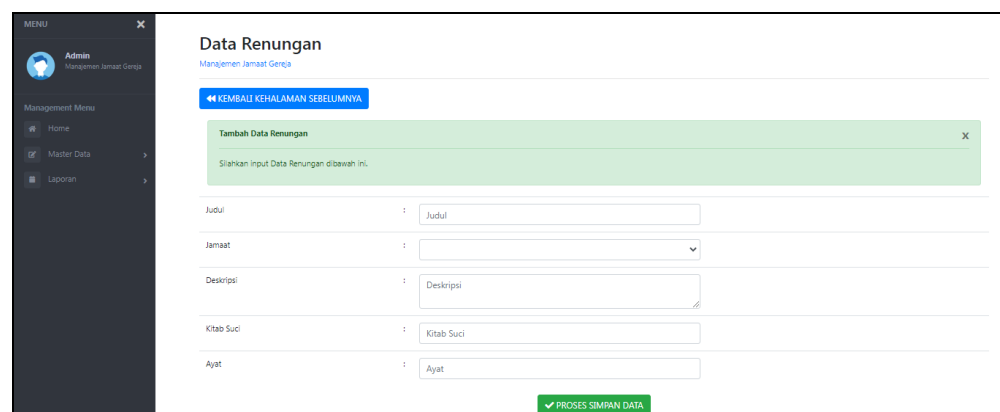 MENU
Admin
Manajemen Jamaat Gereja
Management Menu
Home
Master Data
Laporan
Data Renungan
Manajemen Jamaat Gereja
KEMBALI KEHALAMAN SEBELUMNYA
Tambah Data Renungan
x
Silahkan input Data Renungan dibawah ini.
Judul : Judul
Jamaat :
Deskripsi : Deskripsi
Kitab Suci : Kitab Suci
Ayat : Ayat
PROSES SIMPAN DATA